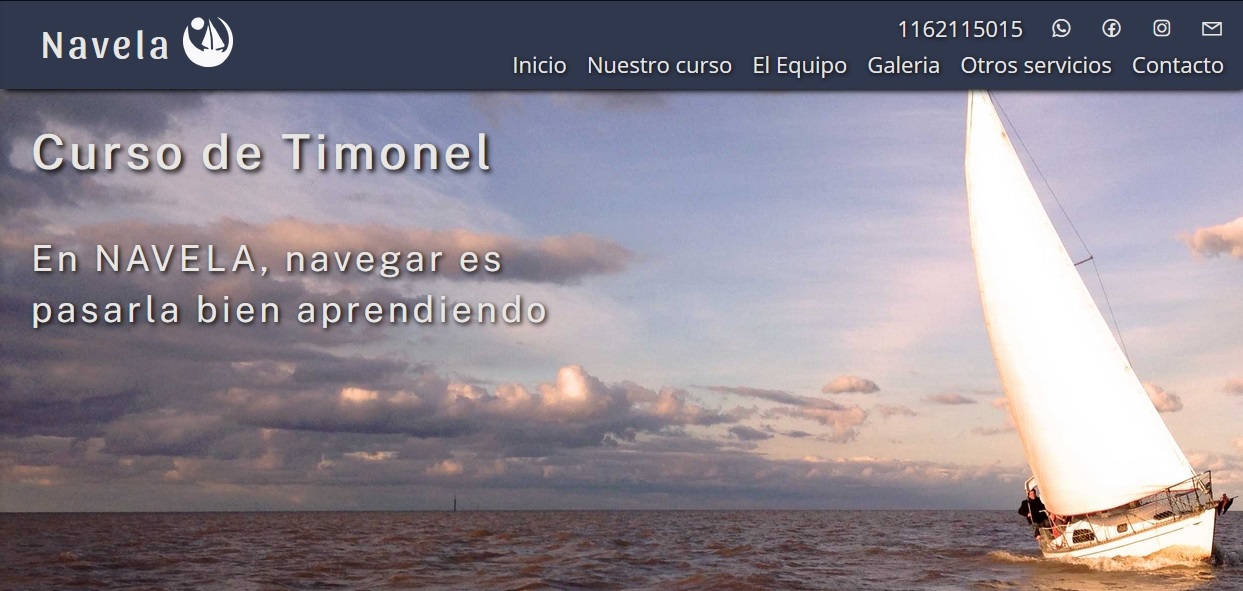 Navela
1162115015
Inicio Nuestro curso El Equipo Galeria Otros servicios Contacto
Curso de Timonel
En NAVELA, navegar es
pasarla bien aprendiendo